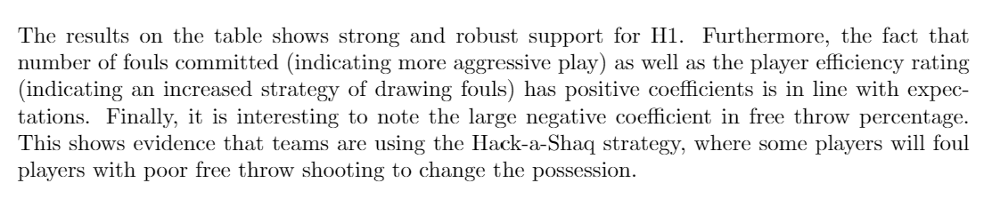 The results on the table shows strong and robust support for H1. Furthermore, the fact that
number of fouls committed (indicating more aggressive play) as well as the player efficiency rating
(indicating an increased strategy of drawing fouls) has positive coefficients is in line with expec-
tations. Finally, it is interesting to note the large negative coefficient in free throw percentage.
This shows evidence that teams are using the Hack-a-Shaq strategy, where some players will foul
players with poor free throw shooting to change the possession.